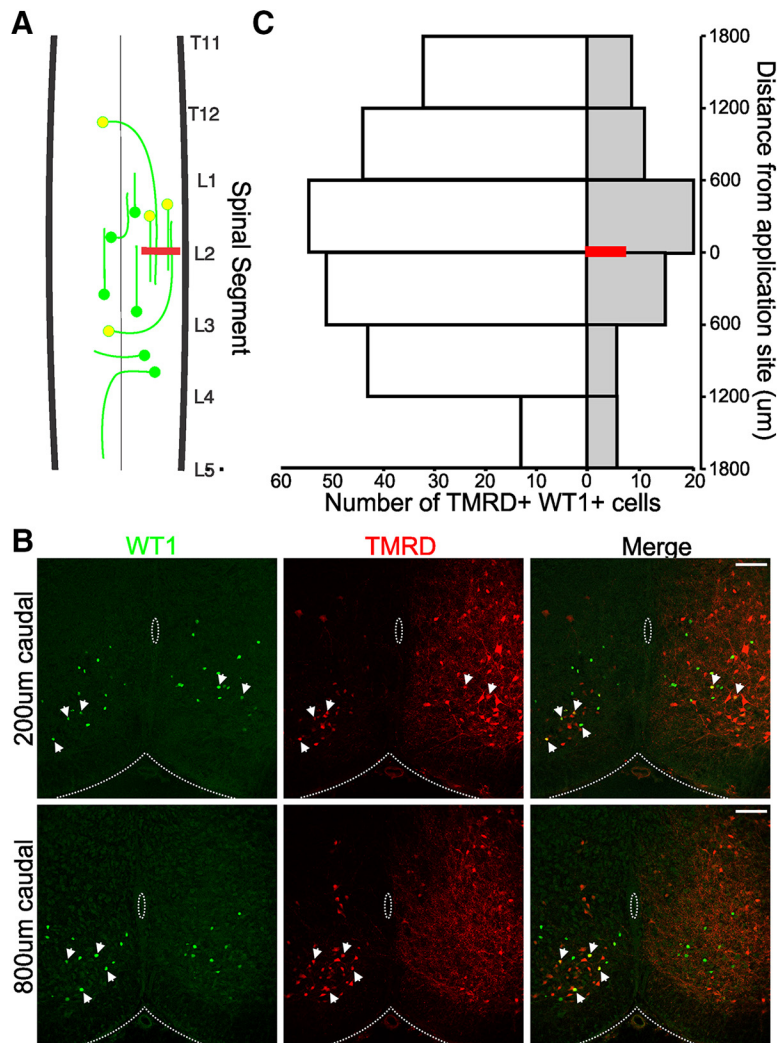 A
T11
T12
L1
L2
L3
L4
L5
Spinal Segment
C
1800
1200
600
0
600
1200
1800
Distance from application site (um)
60 50 40 30 20 10 0 10 20
Number of TMRD+ WT1+ cells
B
WT1 TMRD Merge
200um caudal
800um caudal